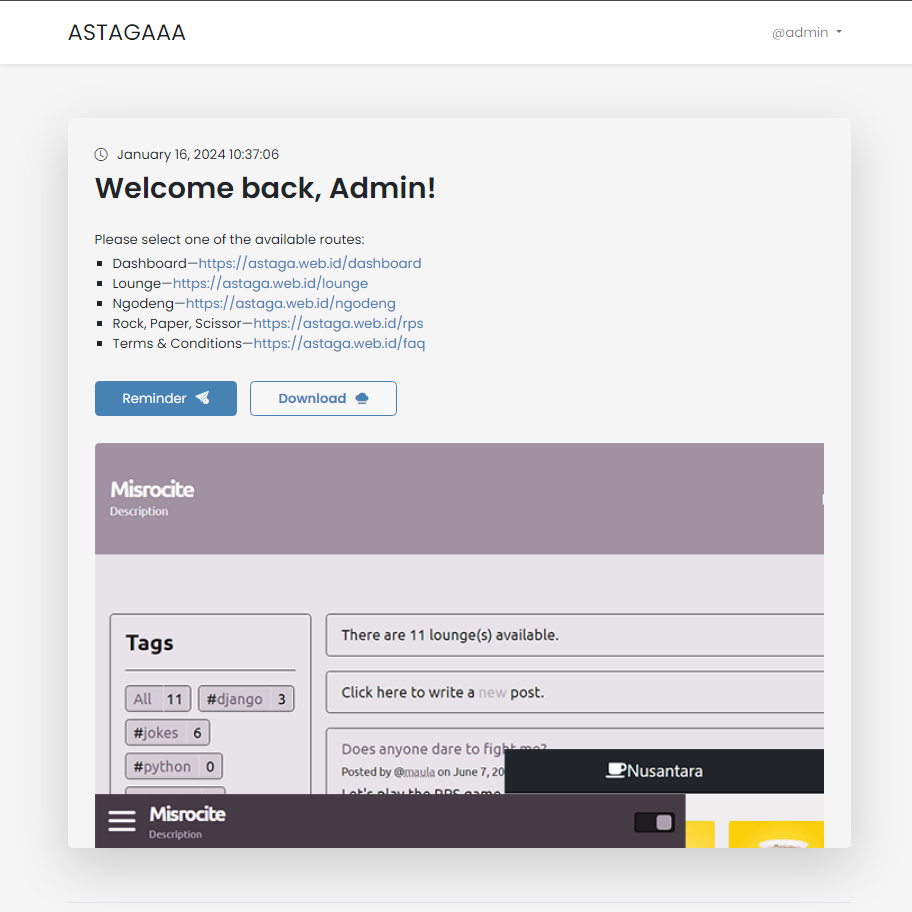 ASTAGAAA
@admin
January 16, 2024 10:37:06
Welcome back, Admin!
Please select one of the available routes:
Dashboard—https://astaga.web.id/dashboard
Lounge—https://astaga.web.id/lounge
Ngodeng—https://astaga.web.id/ngodeng
Rock, Paper, Scissor—https://astaga.web.id/rps
Terms & Conditions—https://astaga.web.id/faq
Reminder
Download
Misrocite
Description
Tags
All 11 #django 3
#jokes 6
#python 0
There are 11 lounge(s) available.
Click here to write a new post.
Does anyone dare to fight me?
Posted by @maula on June 7, 20
Let's play the RPS game
Nusantara
Misrocite
Description